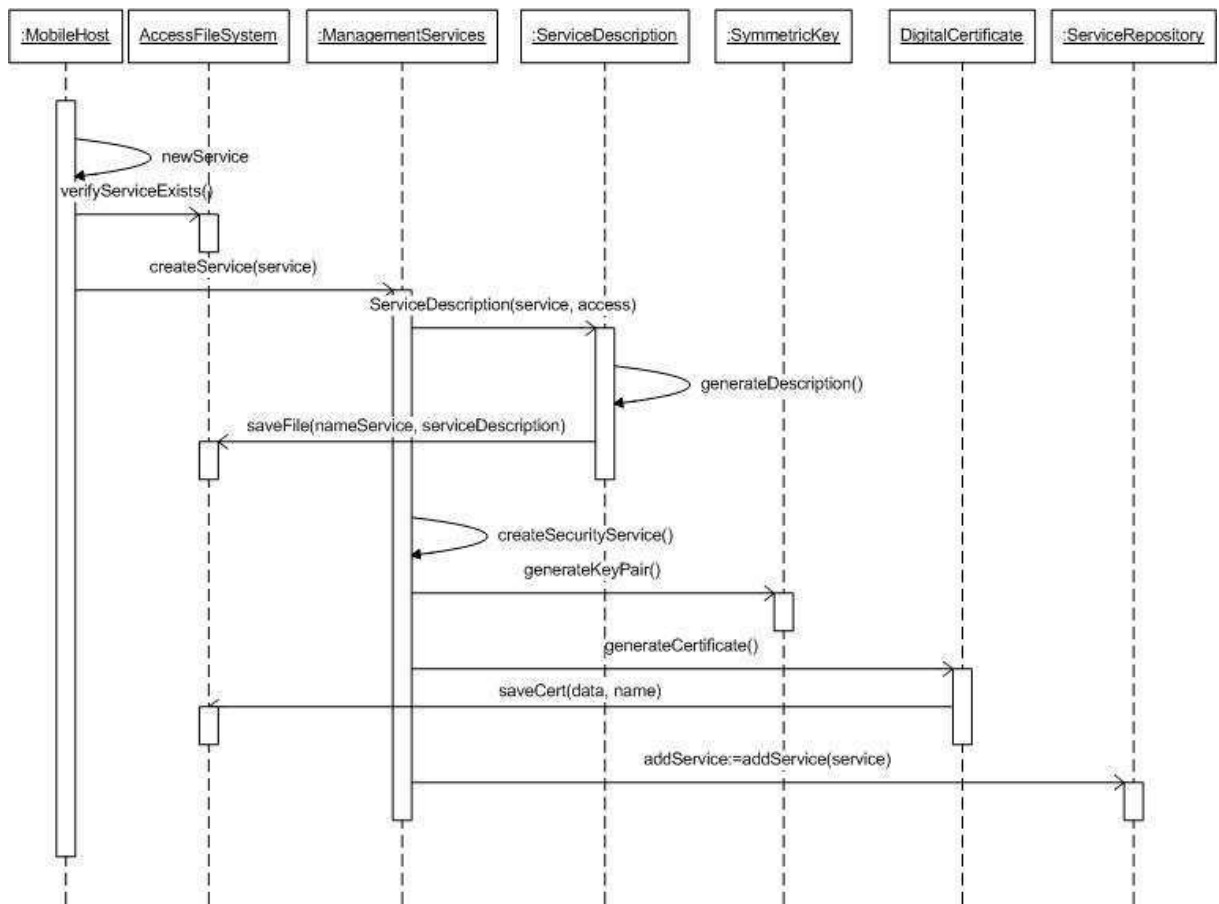 :MobileHost
AccessFileSystem
:ManagementServices
:ServiceDescription
:SymmetricKey
DigitalCertificate
:ServiceRepository
newService
verifyServiceExists()
createService(service)
ServiceDescription(service, access)
generateDescription()
saveFile(nameService, serviceDescription)
createSecurityService()
generateKeyPair()
generateCertificate()
saveCert(data, name)
addService:=addService(service)